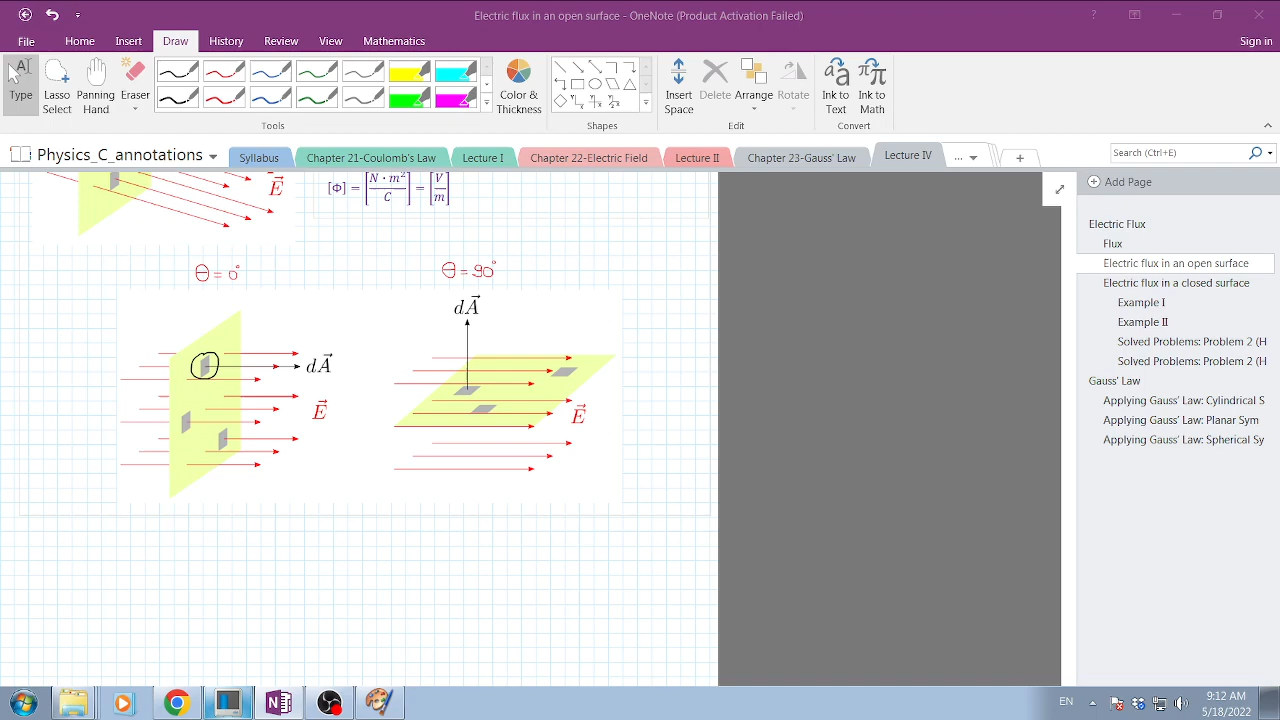 Electric flux in an open surface - OneNote (Product Activation Failed)
?
File Home Insert Draw History Review View Mathematics
Sign in
Type
Lasso Select
Panning Hand
Eraser
Color & Thickness
Insert Space
Delete
Arrange
Rotate
Ink to Text
Ink to Math
Tools
Shapes
Edit
Convert
Physics_C_annotations
Syllabus
Chapter 21-Coulomb's Law
Lecture I
Chapter 22-Electric Field
Lecture II
Chapter 23-Gauss' Law
Lecture IV
...
Search (Ctrl+E)
Add Page
Electric Flux
Flux
Electric flux in an open surface
Electric flux in a closed surface
Example I
Example II
Solved Problems: Problem 2 (H
Solved Problems: Problem 2 (H
Gauss' Law
Applying Gauss Law: Cylindrical S
Applying Gauss' Law: Planar Sym
Applying Gauss' Law: Spherical Sy
E⃗
[Φ] = [N · m² / C] = [V / m]
θ = 0°
θ = 90°
dA⃗
dA⃗
E⃗
E⃗
EN
9:12 AM
5/18/2022